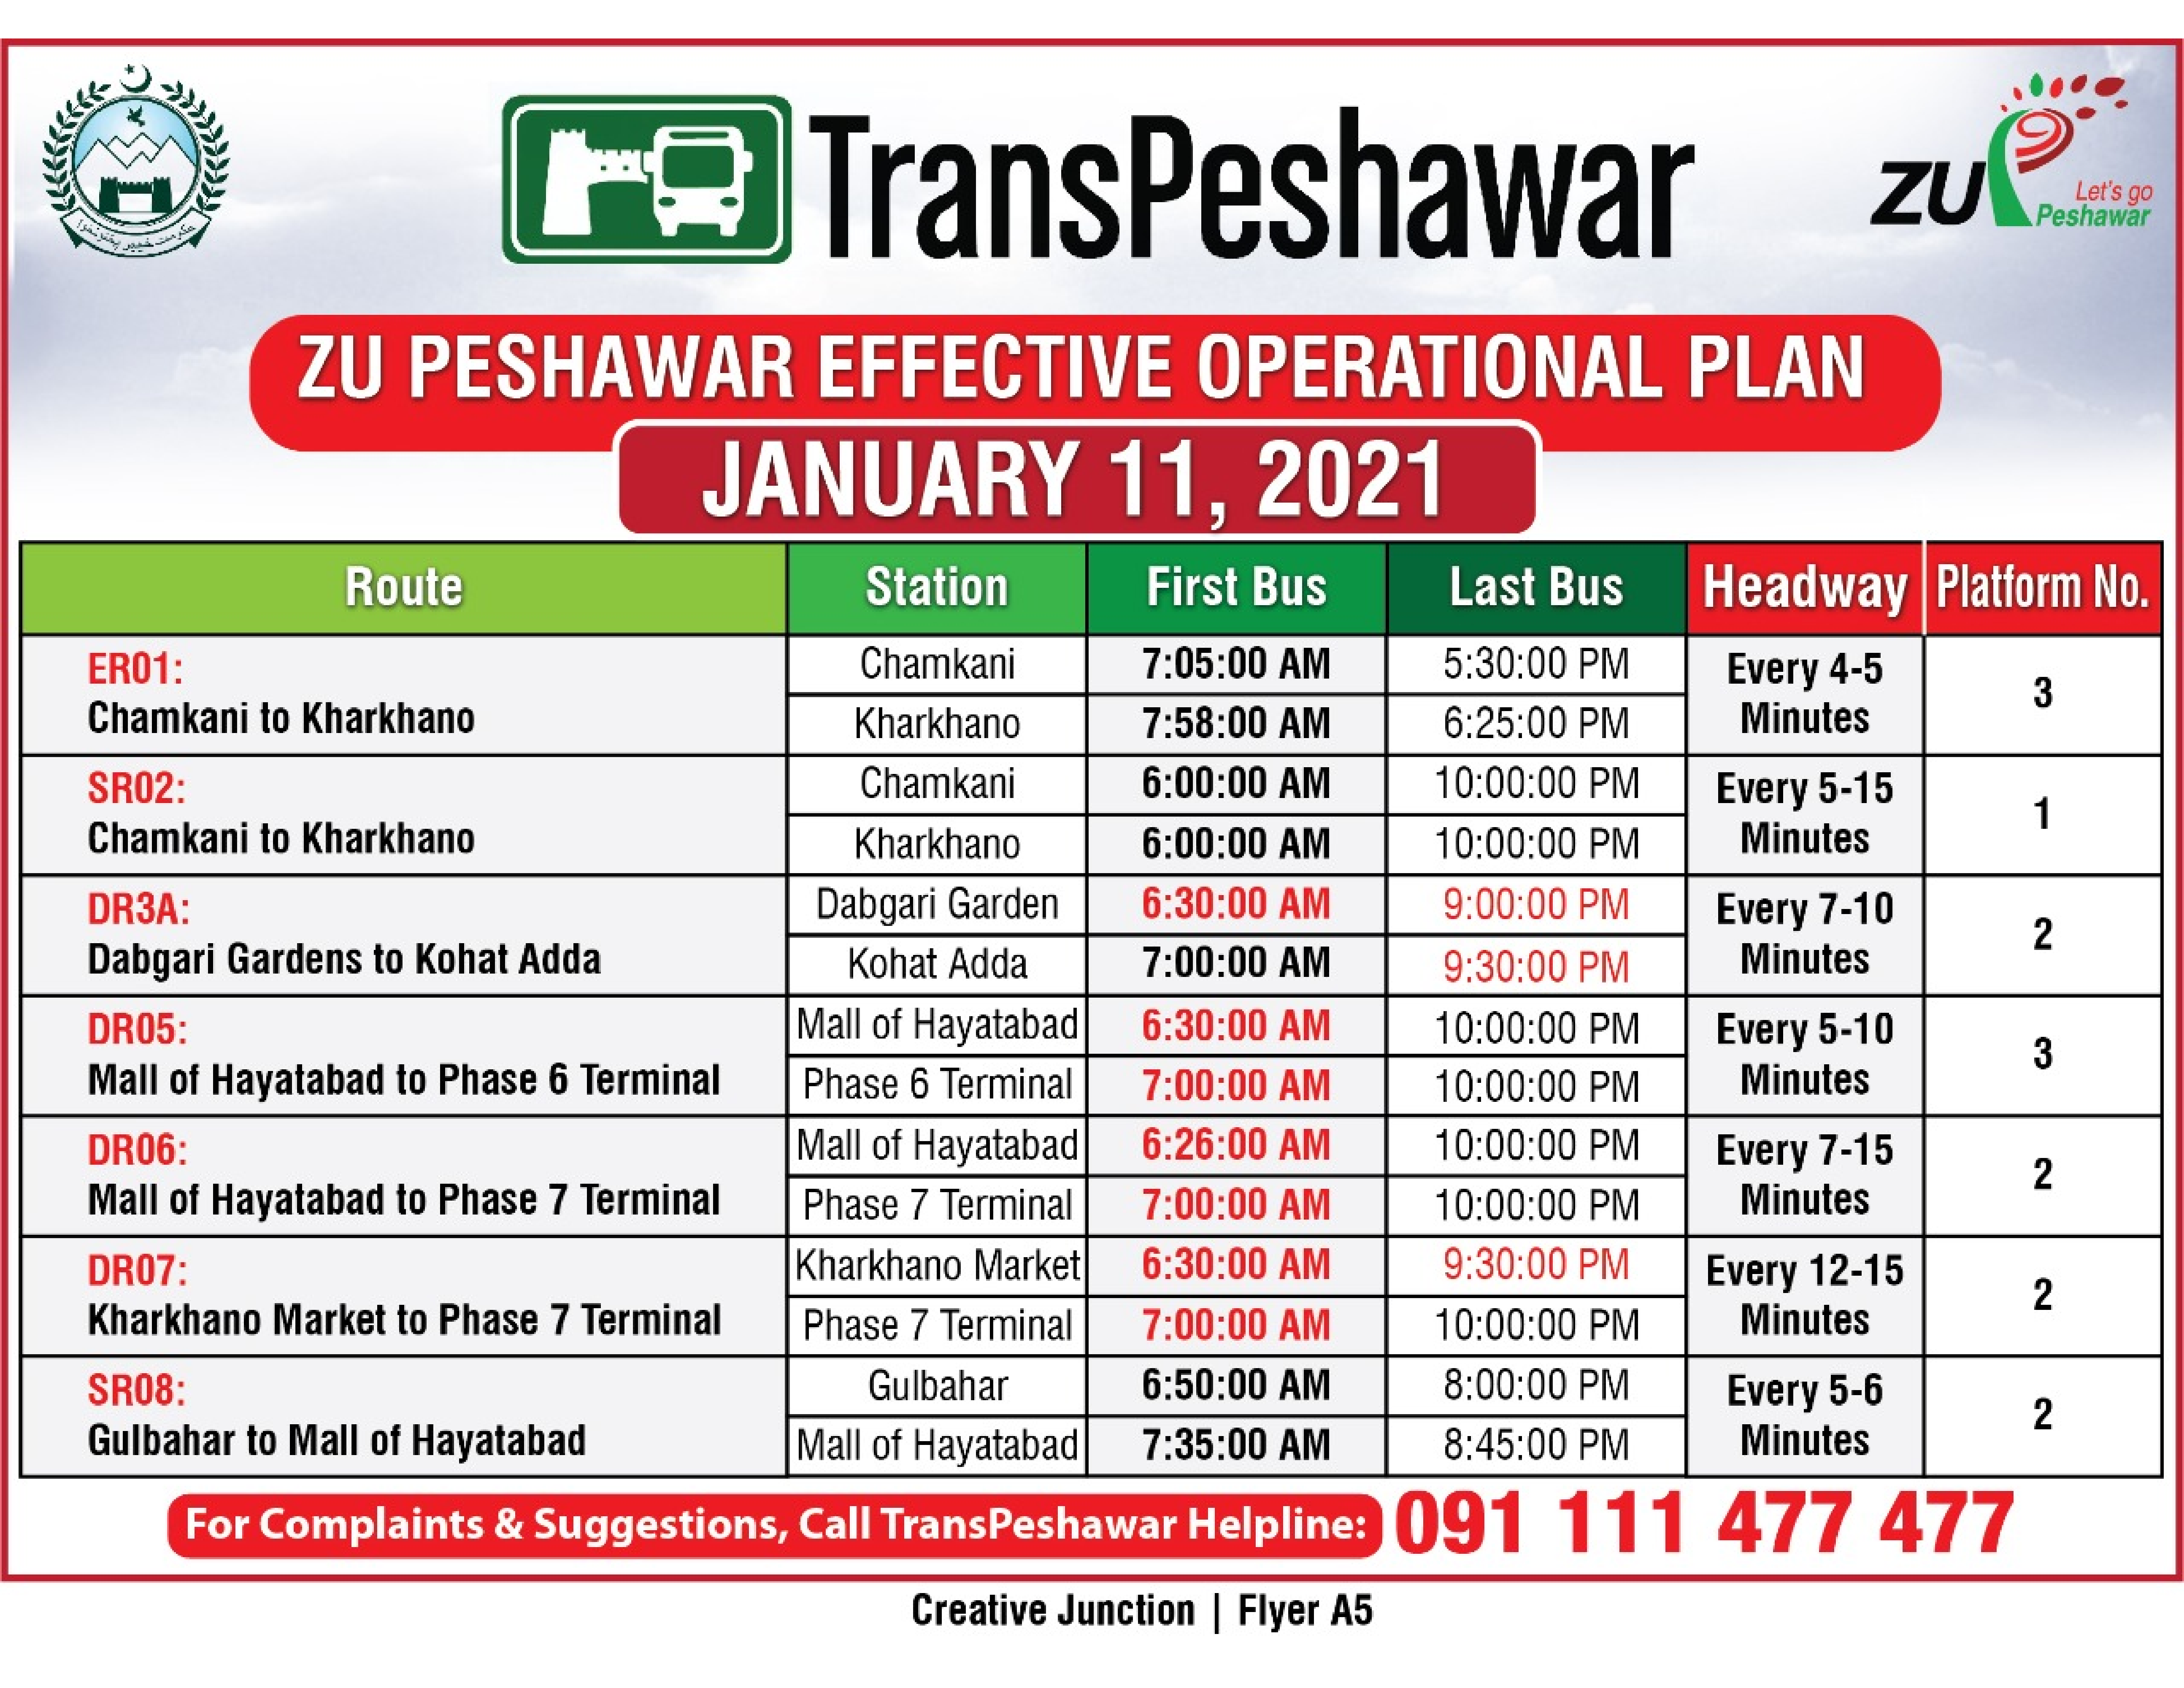 حکومت خیبر پختونخوا
TransPeshawar
ZU
Let's go
Peshawar
ZU PESHAWAR EFFECTIVE OPERATIONAL PLAN
JANUARY 11, 2021
Route Station First Bus Last Bus Headway Platform No.
ER01:
Chamkani to Kharkhano
Chamkani 7:05:00 AM 5:30:00 PM
Kharkhano 7:58:00 AM 6:25:00 PM
Every 4-5
Minutes
3
SR02:
Chamkani to Kharkhano
Chamkani 6:00:00 AM 10:00:00 PM
Kharkhano 6:00:00 AM 10:00:00 PM
Every 5-15
Minutes
1
DR3A:
Dabgari Gardens to Kohat Adda
Dabgari Garden 6:30:00 AM 9:00:00 PM
Kohat Adda 7:00:00 AM 9:30:00 PM
Every 7-10
Minutes
2
DR05:
Mall of Hayatabad to Phase 6 Terminal
Mall of Hayatabad 6:30:00 AM 10:00:00 PM
Phase 6 Terminal 7:00:00 AM 10:00:00 PM
Every 5-10
Minutes
3
DR06:
Mall of Hayatabad to Phase 7 Terminal
Mall of Hayatabad 6:26:00 AM 10:00:00 PM
Phase 7 Terminal 7:00:00 AM 10:00:00 PM
Every 7-15
Minutes
2
DR07:
Kharkhano Market to Phase 7 Terminal
Kharkhano Market 6:30:00 AM 9:30:00 PM
Phase 7 Terminal 7:00:00 AM 10:00:00 PM
Every 12-15
Minutes
2
SR08:
Gulbahar to Mall of Hayatabad
Gulbahar 6:50:00 AM 8:00:00 PM
Mall of Hayatabad 7:35:00 AM 8:45:00 PM
Every 5-6
Minutes
2
For Complaints & Suggestions, Call TransPeshawar Helpline: 091 111 477 477
Creative Junction | Flyer A5